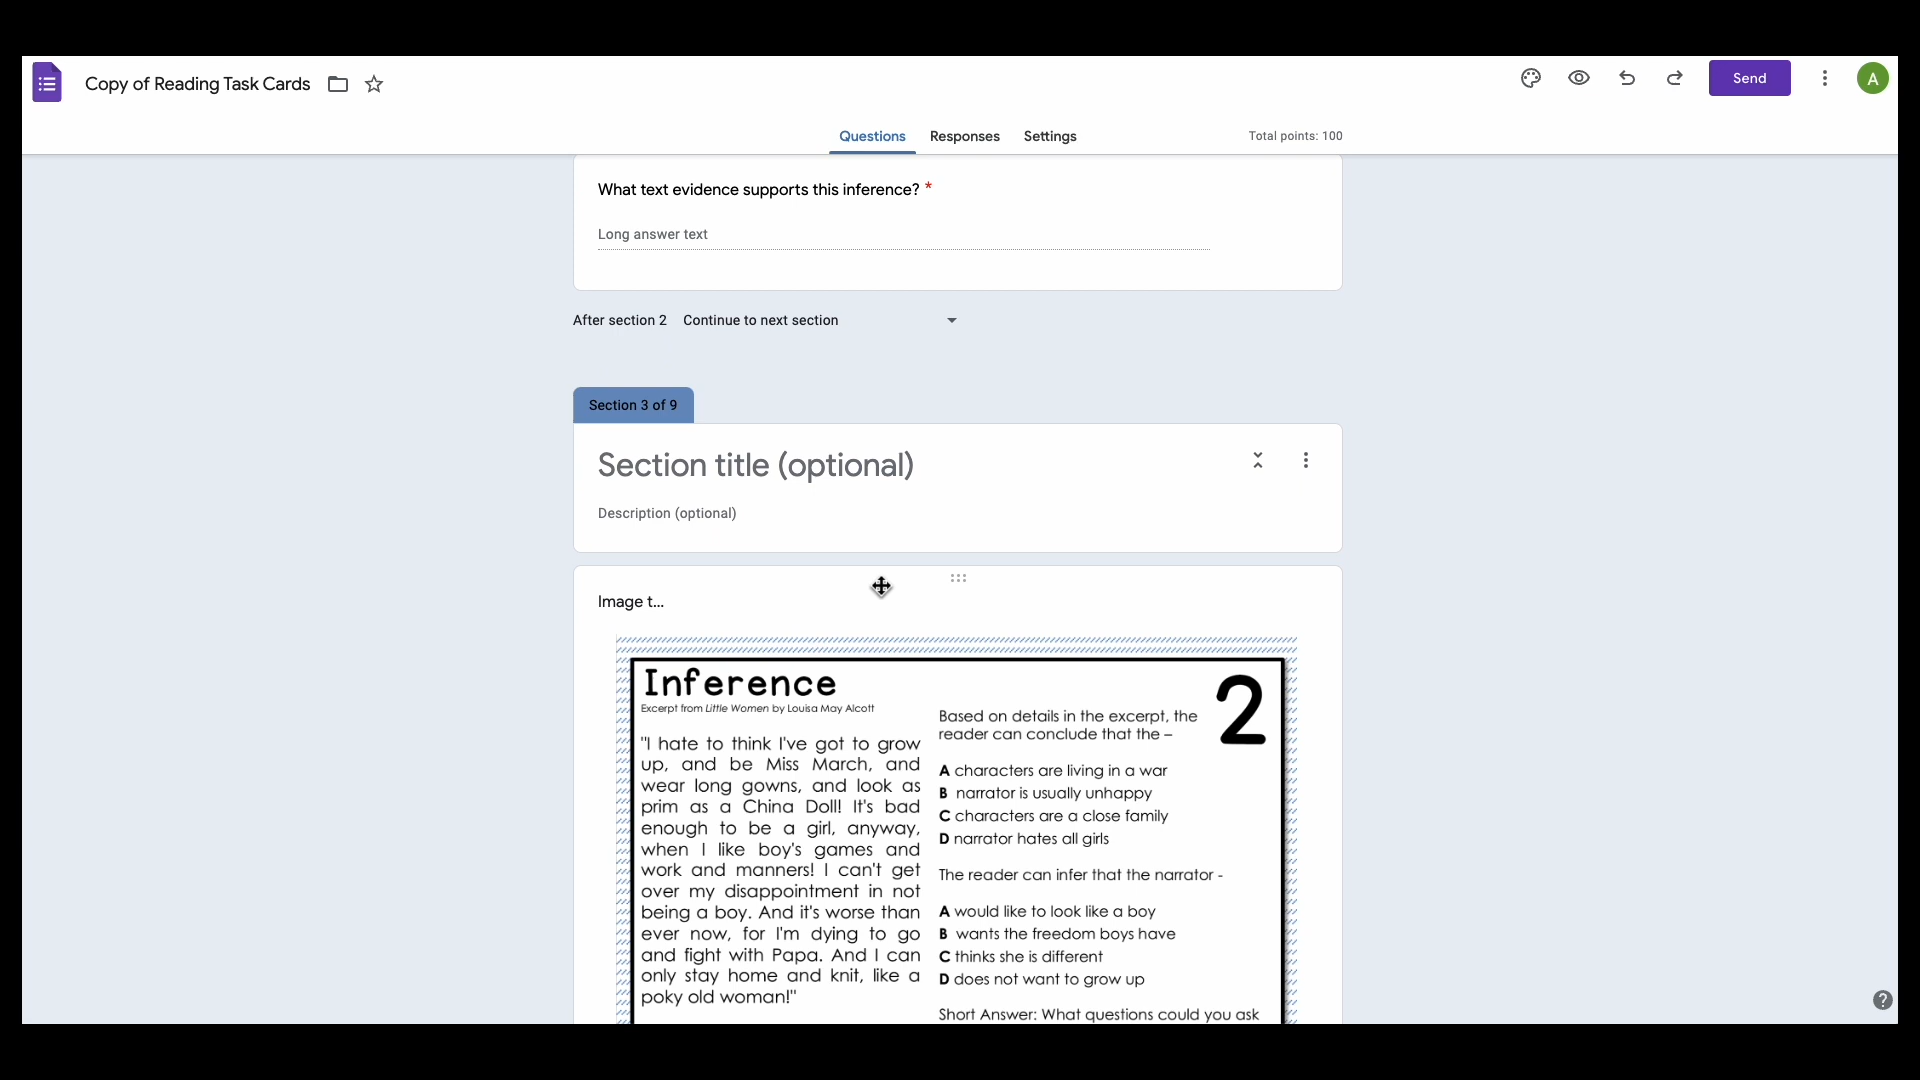 Copy of Reading Task Cards
Send
A
Questions Responses Settings
Total points: 100
What text evidence supports this inference? *
Long answer text
After section 2 Continue to next section
Section 3 of 9
Section title (optional)
Description (optional)
Image t...
Inference
Excerpt from Little Women by Louisa May Alcott
"I hate to think I've got to grow
up, and be Miss March, and
wear long gowns, and look as
prim as a China Doll! It's bad
enough to be a girl, anyway,
when I like boy's games and
work and manners! I can't get
over my disappointment in not
being a boy. And it's worse than
ever now, for I'm dying to go
and fight with Papa. And I can
only stay home and knit, like a
poky old woman!"
2
Based on details in the excerpt, the
reader can conclude that the –
A characters are living in a war
B narrator is usually unhappy
C characters are a close family
D narrator hates all girls
The reader can infer that the narrator -
A would like to look like a boy
B wants the freedom boys have
C thinks she is different
D does not want to grow up
Short Answer: What questions could you ask